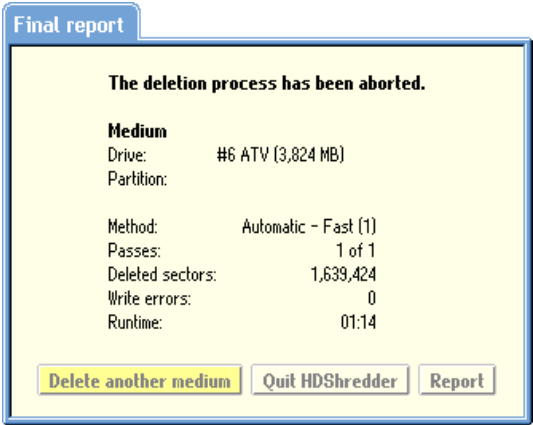 Final report
The deletion process has been aborted.
Medium
Drive: #6 ATV (3,824 MB)
Partition:
Method: Automatic - Fast (1)
Passes: 1 of 1
Deleted sectors: 1,639,424
Write errors: 0
Runtime: 01:14
Delete another medium Quit HDShredder Report